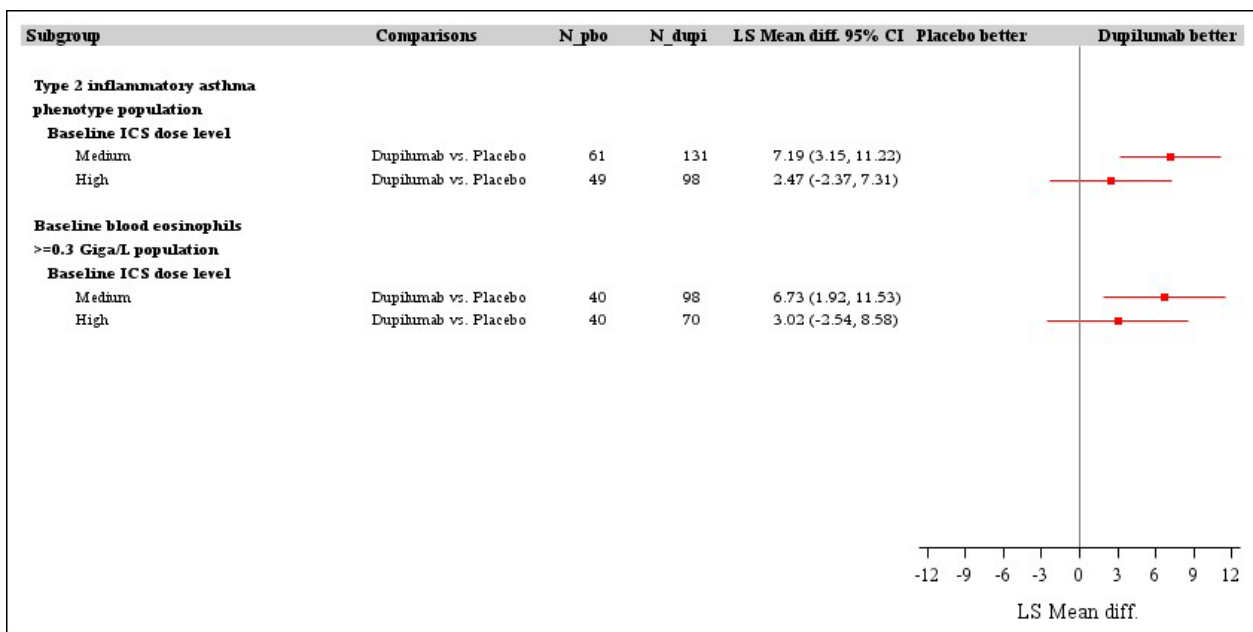 Subgroup Comparisons N_pbo N_dupi LS Mean diff. 95% CI Placebo better Dupilumab better
Type 2 inflammatory asthma
phenotype population
Baseline ICS dose level
Medium Dupilumab vs. Placebo 61 131 7.19 (3.15, 11.22)
High Dupilumab vs. Placebo 49 98 2.47 (-2.37, 7.31)
Baseline blood eosinophils
>=0.3 Giga/L population
Baseline ICS dose level
Medium Dupilumab vs. Placebo 40 98 6.73 (1.92, 11.53)
High Dupilumab vs. Placebo 40 70 3.02 (-2.54, 8.58)
-12 -9 -6 -3 0 3 6 9 12
LS Mean diff.